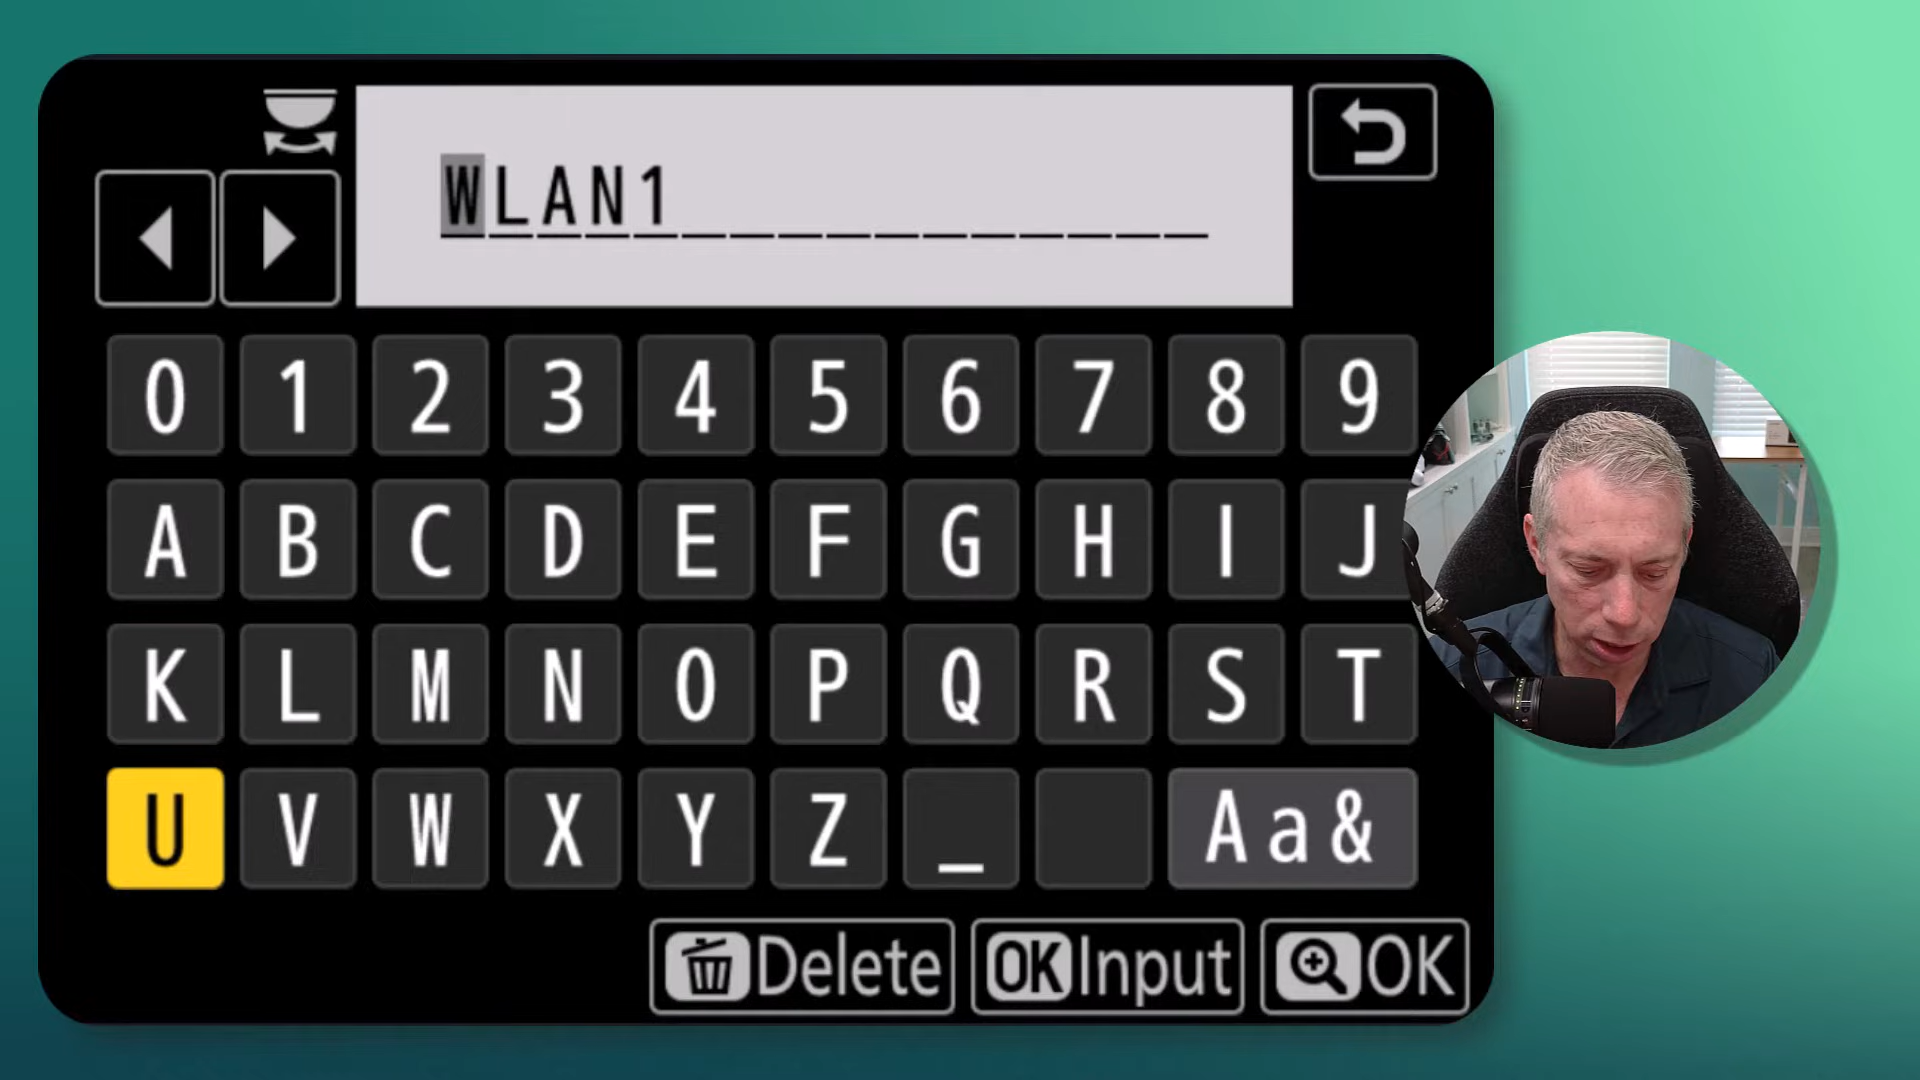 WLAN1
0 1 2 3 4 5 6 7 8 9
A B C D E F G H I J
K L M N O P Q R S T
U V W X Y Z _ Aa&
Delete OK Input OK